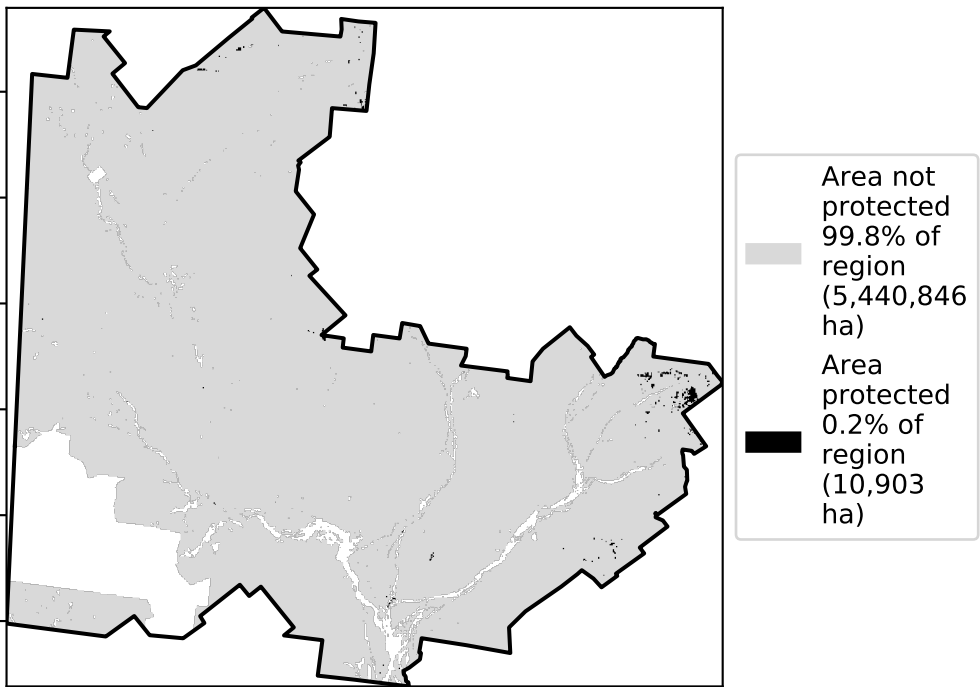 Area not
protected
99.8% of
region
(5,440,846
ha)
Area
protected
0.2% of
region
(10,903
ha)